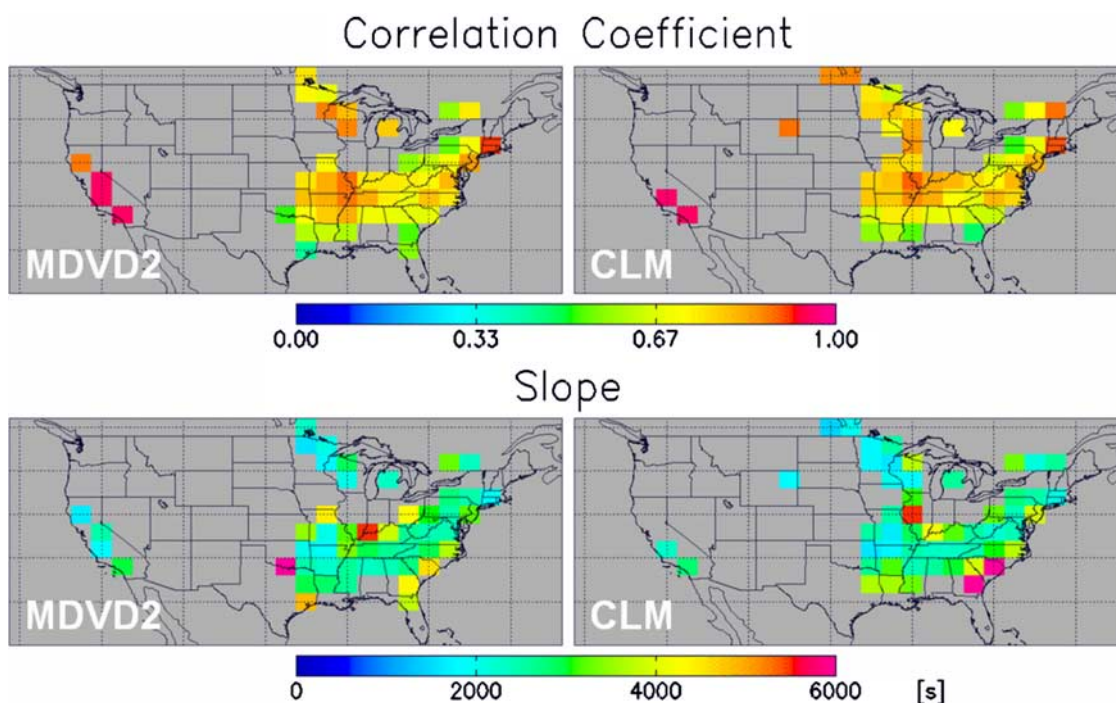 Correlation Coefficient
MDVD2 CLM
0.00 0.33 0.67 1.00
Slope
MDVD2 CLM
0 2000 4000 6000 [s]